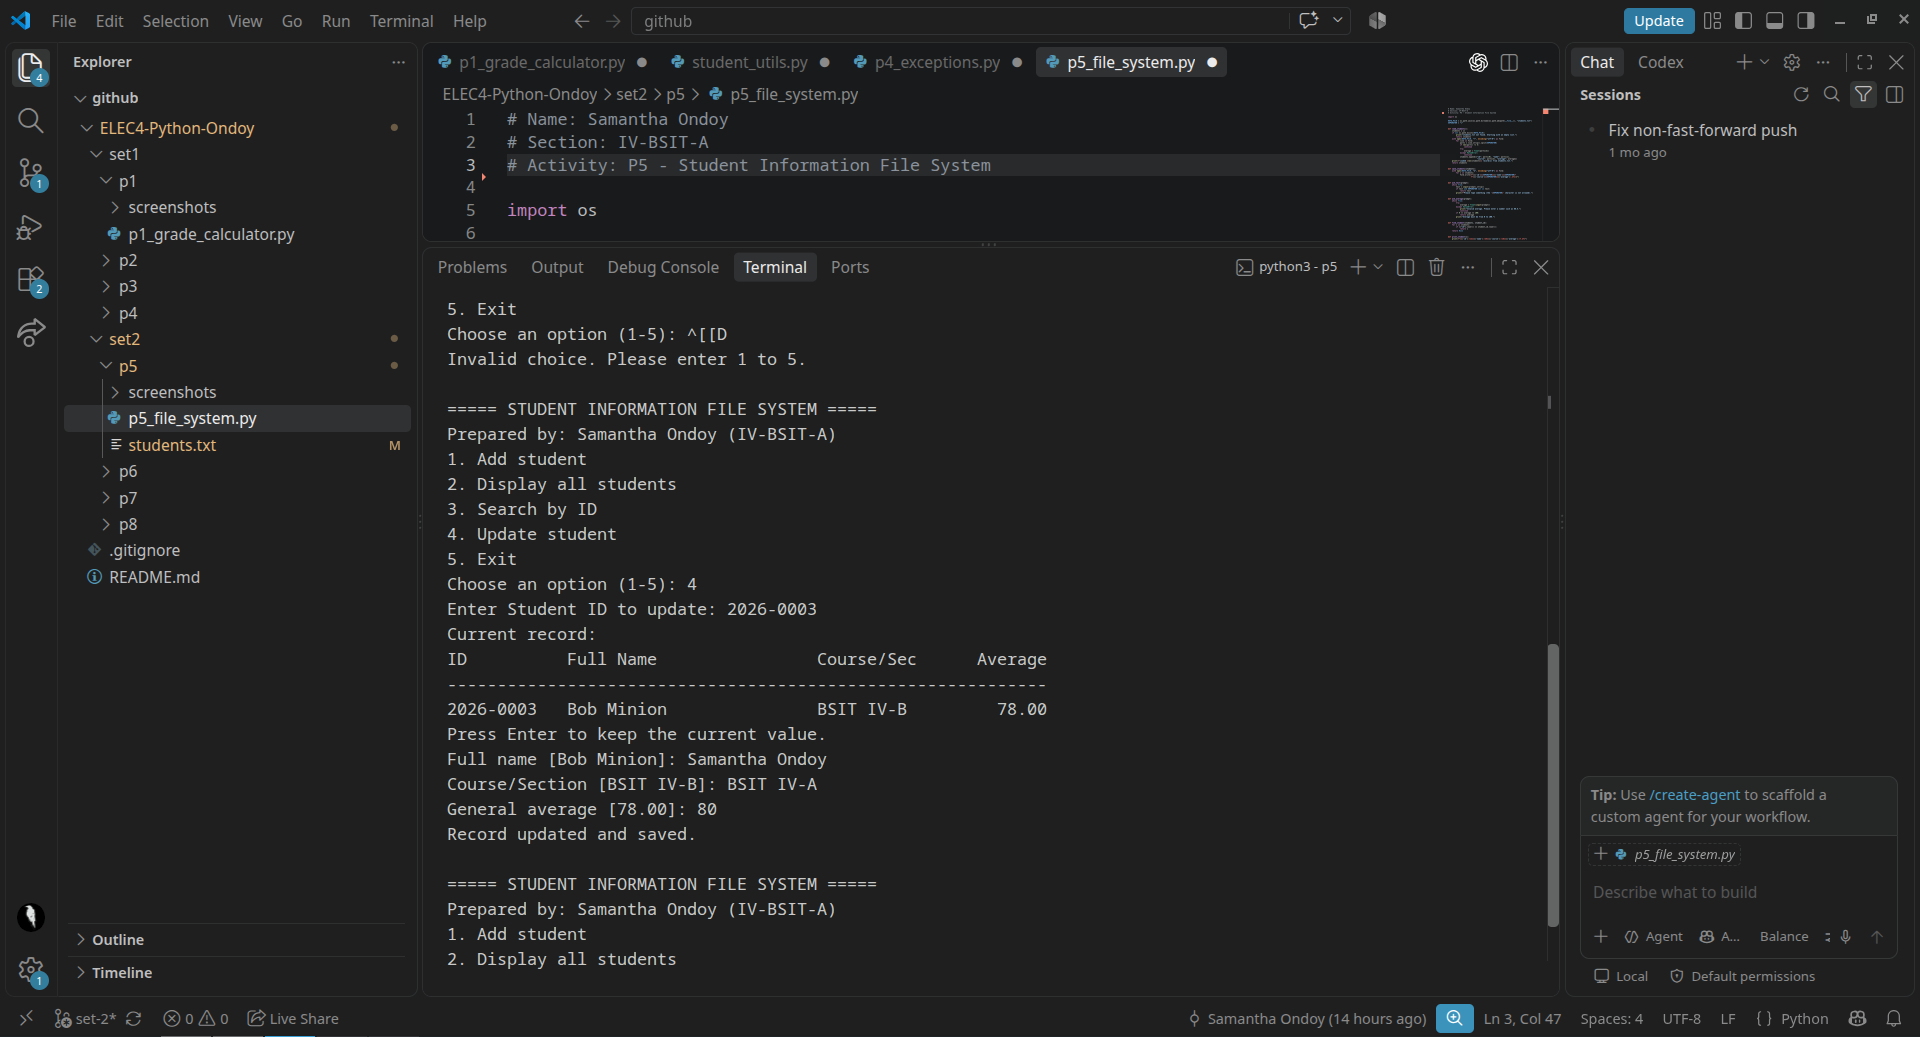 File Edit Selection View Go Run Terminal Help
github
Update
Explorer
github
ELEC4-Python-Ondoy
set1
p1
screenshots
p1_grade_calculator.py
p2
p3
p4
set2
p5
screenshots
p5_file_system.py
students.txt M
p6
p7
p8
.gitignore
README.md
Outline
Timeline
4
1
2
1
p1_grade_calculator.py student_utils.py p4_exceptions.py p5_file_system.py
ELEC4-Python-Ondoy > set2 > p5 > p5_file_system.py
1 # Name: Samantha Ondoy
2 # Section: IV-BSIT-A
3 # Activity: P5 - Student Information File System
4
5 import os
6
Problems Output Debug Console Terminal Ports
python3 - p5
5. Exit
Choose an option (1-5): ^[[D
Invalid choice. Please enter 1 to 5.
===== STUDENT INFORMATION FILE SYSTEM =====
Prepared by: Samantha Ondoy (IV-BSIT-A)
1. Add student
2. Display all students
3. Search by ID
4. Update student
5. Exit
Choose an option (1-5): 4
Enter Student ID to update: 2026-0003
Current record:
ID Full Name Course/Sec Average
------------------------------------------------------------
2026-0003 Bob Minion BSIT IV-B 78.00
Press Enter to keep the current value.
Full name [Bob Minion]: Samantha Ondoy
Course/Section [BSIT IV-B]: BSIT IV-A
General average [78.00]: 80
Record updated and saved.
===== STUDENT INFORMATION FILE SYSTEM =====
Prepared by: Samantha Ondoy (IV-BSIT-A)
1. Add student
2. Display all students
Chat Codex
Sessions
Fix non-fast-forward push
1 mo ago
Tip: Use /create-agent to scaffold a
custom agent for your workflow.
p5_file_system.py
Describe what to build
Agent A... Balance
Local Default permissions
set-2* 0 0 Live Share
Samantha Ondoy (14 hours ago) Ln 3, Col 47 Spaces: 4 UTF-8 LF { } Python